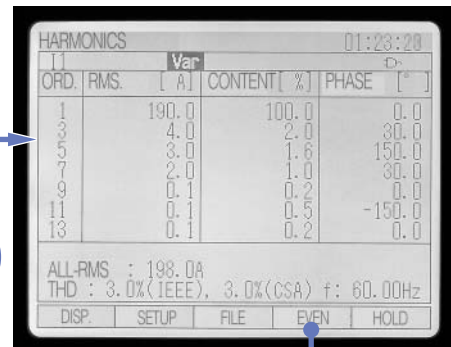 HARMONICS 01:23:28
I1 Var
ORD. RMS. [ A] CONTENT[ %] PHASE [° ]
1 190.0 100.0 0.0
3 4.0 2.0 30.0
5 3.0 1.6 150.0
7 2.0 1.0 30.0
9 0.1 0.2 0.0
11 0.1 0.5 -150.0
13 0.1 0.2 0.0
ALL-RMS : 198.0A
THD : 3.0%(IEEE), 3.0%(CSA) f: 60.00Hz
DISP. SETUP FILE EVEN HOLD